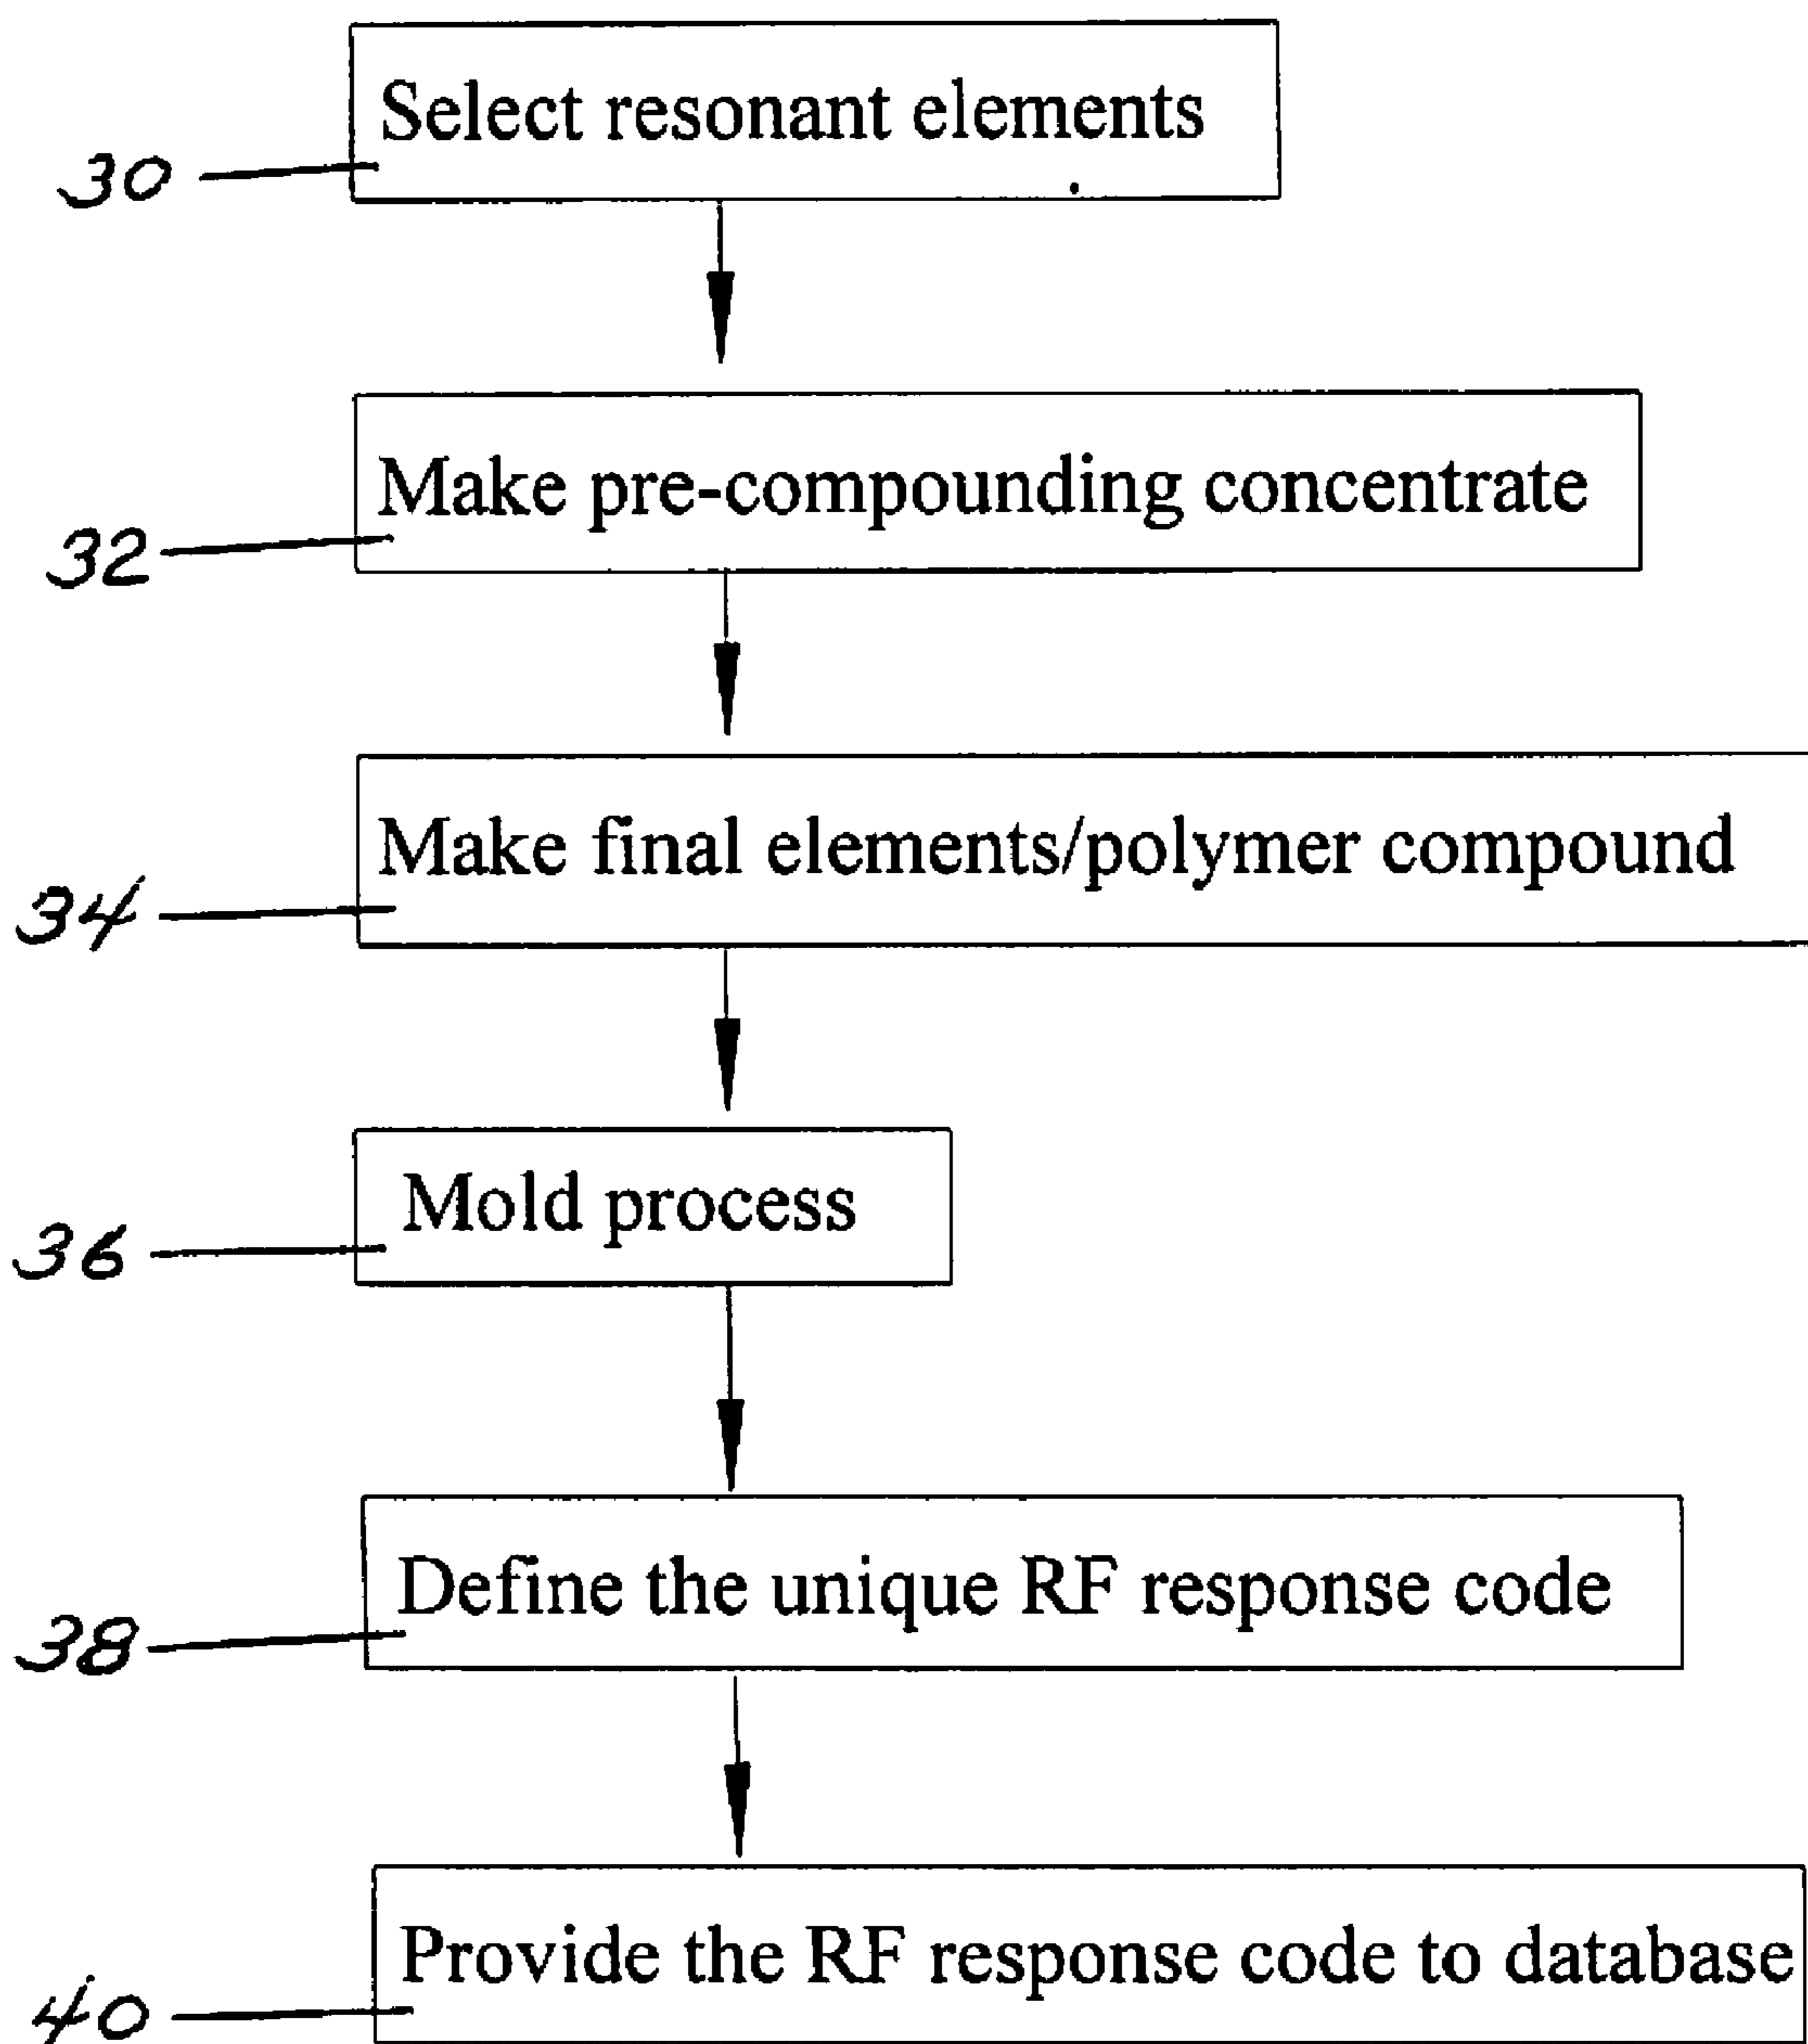 Select resonant elements
30
Make pre-compounding concentrate
32
Make final elements/polymer compound
34
Mold process
36
Define the unique RF response code
38
Provide the RF response code to database
40